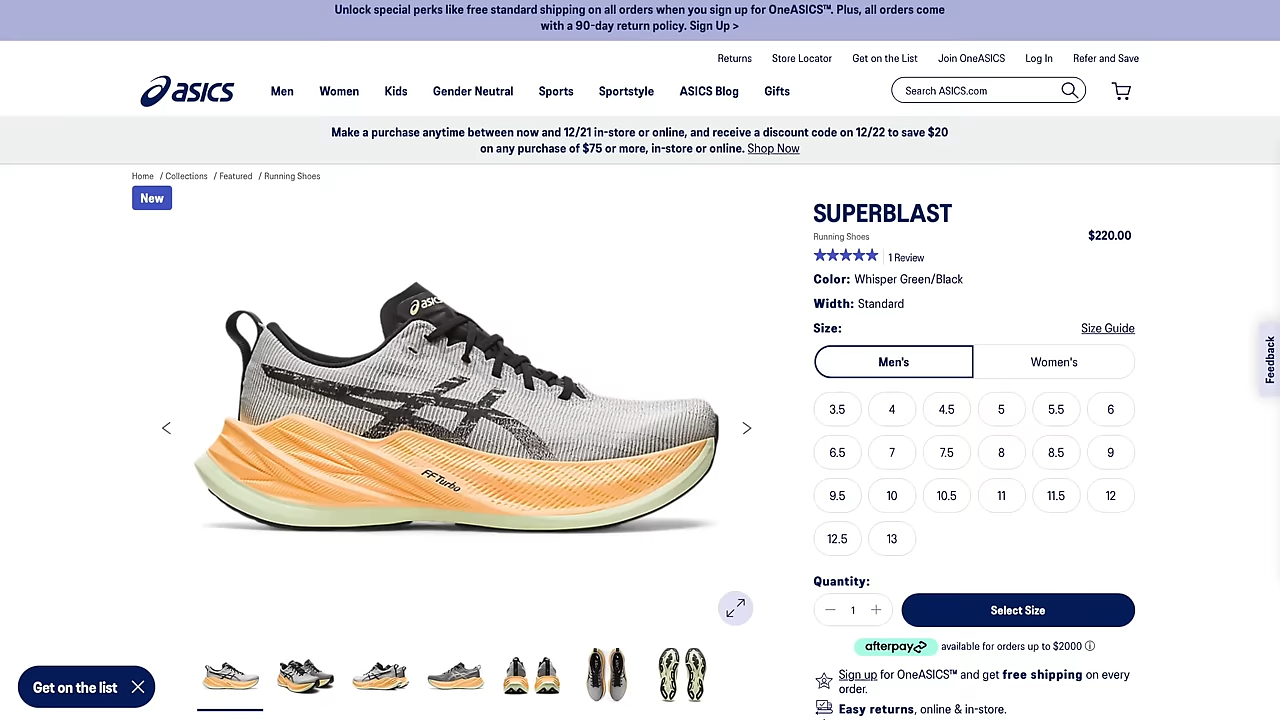 Unlock special perks like free standard shipping on all orders when you sign up for OneASICS™. Plus, all orders come
with a 90-day return policy. Sign Up >
Returns Store Locator Get on the List Join OneASICS Log In Refer and Save
asics Men Women Kids Gender Neutral Sports Sportstyle ASICS Blog Gifts Search ASICS.com
Make a purchase anytime between now and 12/21 in-store or online, and receive a discount code on 12/22 to save $20
on any purchase of $75 or more, in-store or online. Shop Now
Home / Collections / Featured / Running Shoes
New
SUPERBLAST
Running Shoes
$220.00
1 Review
Color: Whisper Green/Black
Width: Standard
Size: Size Guide
Men's Women's
3.5 4 4.5 5 5.5 6
6.5 7 7.5 8 8.5 9
9.5 10 10.5 11 11.5 12
12.5 13
Quantity:
1 Select Size
afterpay available for orders up to $2000
Sign up for OneASICS™ and get free shipping on every
order.
Easy returns, online & in-store.
asics
FF Turbo
Feedback
Get on the list